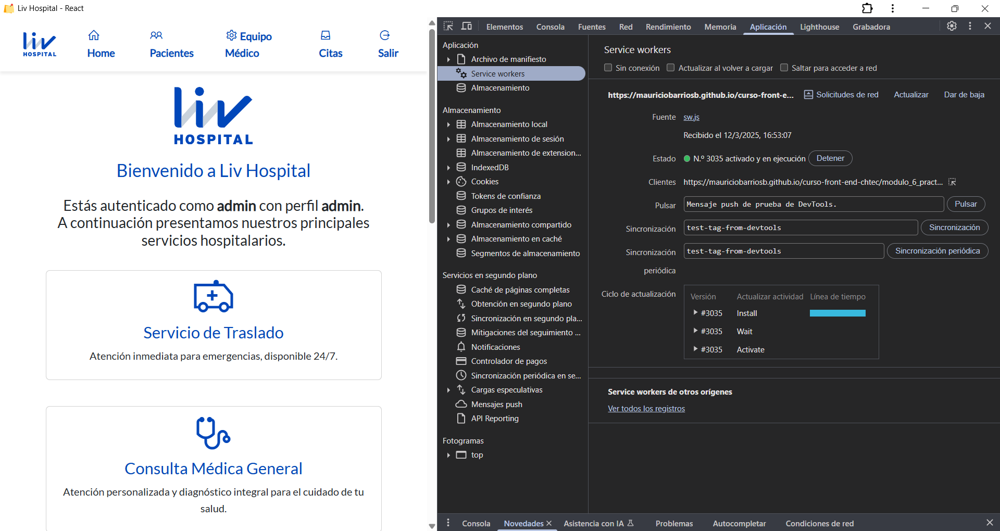 Liv Hospital - React
liv
HOSPITAL
Home
Pacientes
Equipo
Médico
Citas
Salir
liv
HOSPITAL
Bienvenido a Liv Hospital
Estás autenticado como admin con perfil admin.
A continuación presentamos nuestros principales
servicios hospitalarios.
Servicio de Traslado
Atención inmediata para emergencias, disponible 24/7.
Consulta Médica General
Atención personalizada y diagnóstico integral para el cuidado de tu
salud.
Elementos Consola Fuentes Red Rendimiento Memoria Aplicación Lighthouse Grabadora
Aplicación
Archivo de manifiesto
Service workers
Almacenamiento
Almacenamiento
Almacenamiento local
Almacenamiento de sesión
Almacenamiento de extension...
IndexedDB
Cookies
Tokens de confianza
Grupos de interés
Almacenamiento compartido
Almacenamiento en caché
Segmentos de almacenamiento
Servicios en segundo plano
Caché de páginas completas
Obtención en segundo plano
Sincronización en segundo pla...
Mitigaciones del seguimiento ...
Notificaciones
Controlador de pagos
Sincronización periódica en se...
Cargas especulativas
Mensajes push
API Reporting
Fotogramas
top
Service workers
Sin conexión Actualizar al volver a cargar Saltar para acceder a red
https://mauriciobarriosb.github.io/curso-front-e... Solicitudes de red Actualizar Dar de baja
Fuente sw.js
Recibido el 12/3/2025, 16:53:07
Estado N.º 3035 activado y en ejecución Detener
Clientes https://mauriciobarriosb.github.io/curso-front-end-chtec/modulo_6_pract...
Pulsar Mensaje push de prueba de DevTools. Pulsar
Sincronización test-tag-from-devtools Sincronización
Sincronización test-tag-from-devtools Sincronización periódica
periódica
Ciclo de actualización
Versión Actualizar actividad Línea de tiempo
#3035 Install
#3035 Wait
#3035 Activate
Service workers de otros orígenes
Ver todos los registros
Consola Novedades Asistencia con IA Problemas Autocompletar Condiciones de red